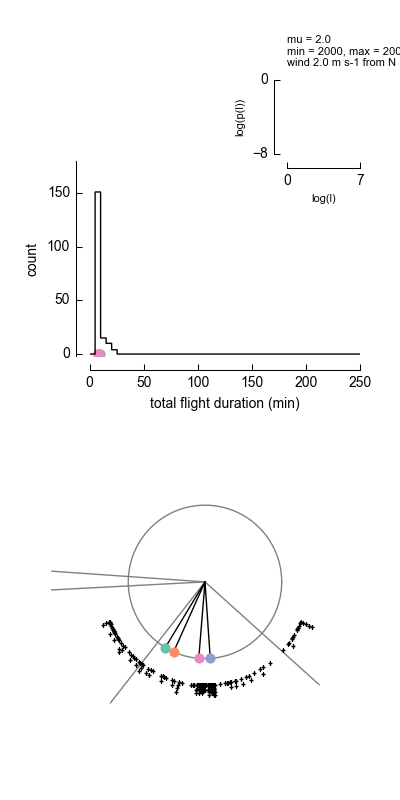 mu = 2.0
min = 2000, max = 200
wind 2.0 m s-1 from N
0
log(p(l))
−8
0 7
log(l)
150
100
50
0
count
0 50 100 150 200 250
total flight duration (min)